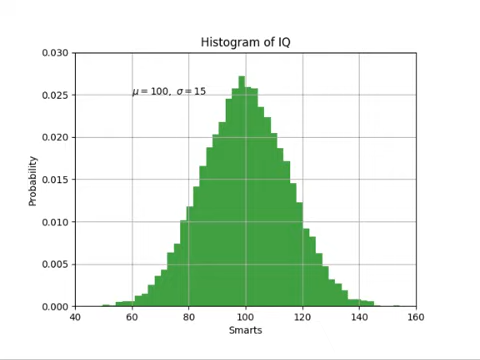 Histogram of IQ
0.030
0.025
0.020
0.015
0.010
0.005
0.000
Probability
μ = 100, σ = 15
40 60 80 100 120 140 160
Smarts